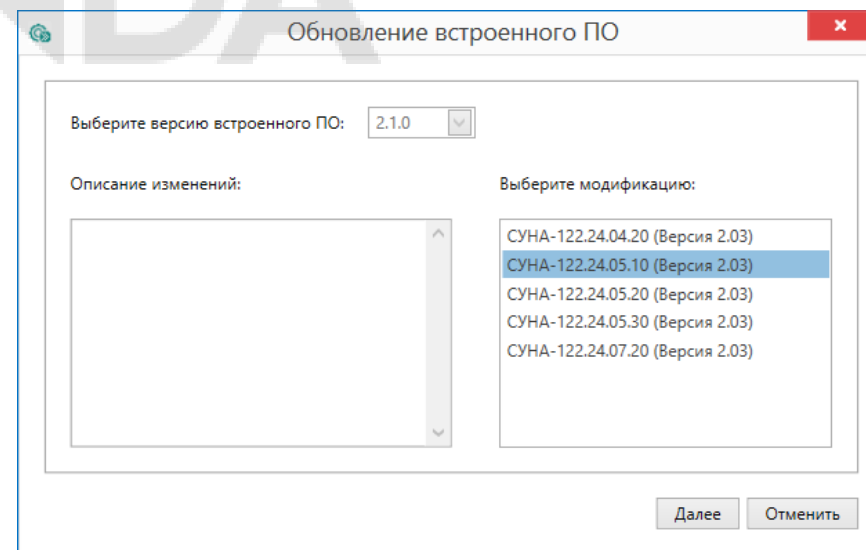 NDA
Обновление встроенного ПО
Выберите версию встроенного ПО: 2.1.0
Описание изменений:
Выберите модификацию:
СУНА-122.24.04.20 (Версия 2.03)
СУНА-122.24.05.10 (Версия 2.03)
СУНА-122.24.05.20 (Версия 2.03)
СУНА-122.24.05.30 (Версия 2.03)
СУНА-122.24.07.20 (Версия 2.03)
Далее
Отменить